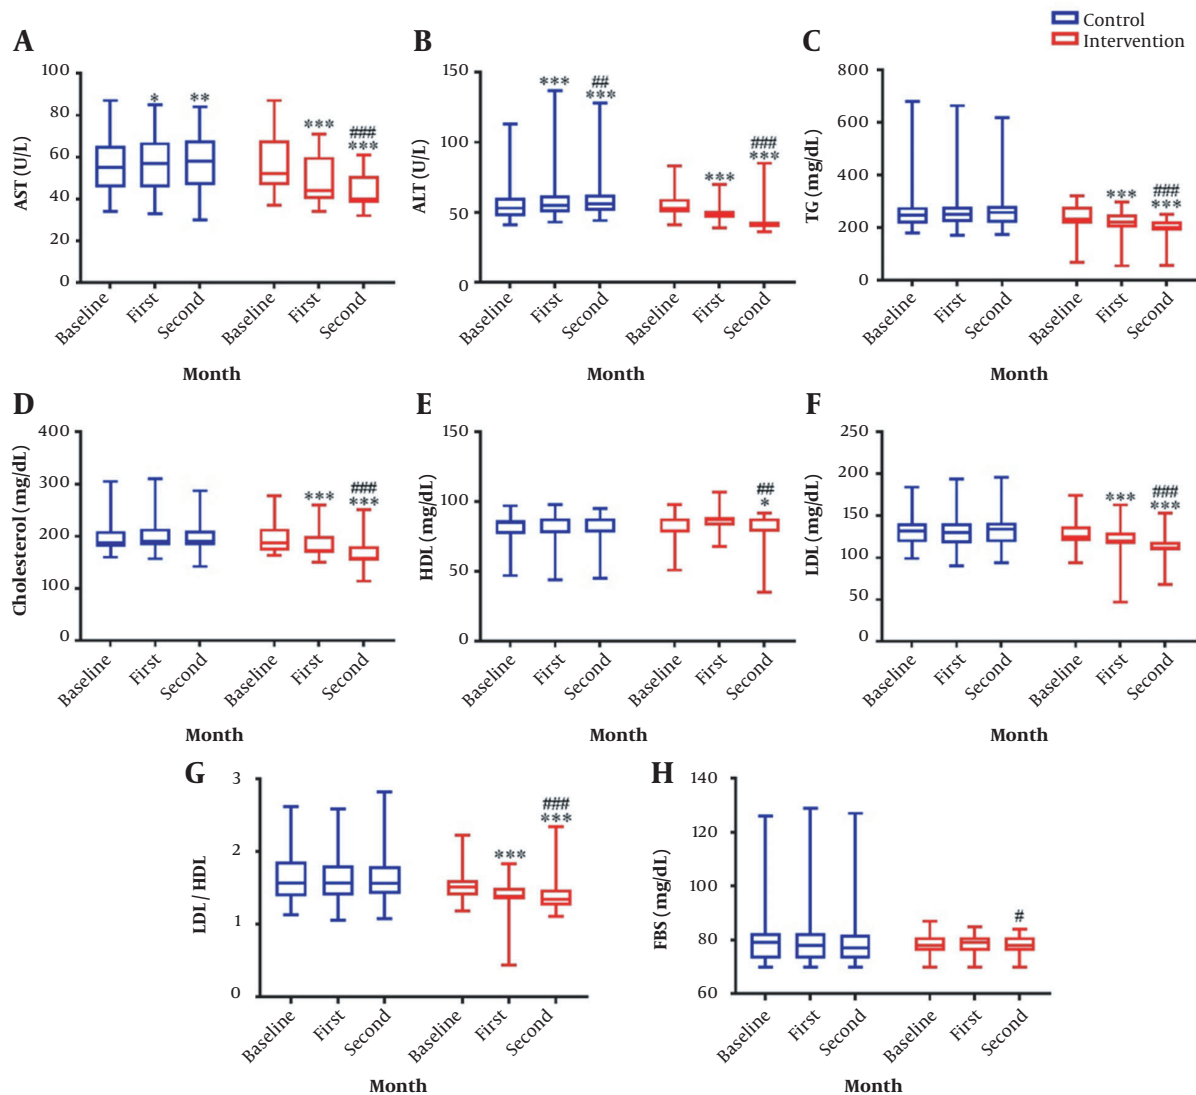 Control
Intervention
A
AST (U/L)
100
80
60
40
20
0
*
**
***
###
***
Baseline
First
Second
Baseline
First
Second
Month
B
ALT (U/L)
150
100
50
0
***
##
***
***
###
***
Baseline
First
Second
Baseline
First
Second
Month
C
TG (mg/dL)
800
600
400
200
0
***
###
***
Baseline
First
Second
Baseline
First
Second
Month
D
Cholesterol (mg/dL)
400
300
200
100
0
***
###
***
Baseline
First
Second
Baseline
First
Second
Month
E
HDL (mg/dL)
150
100
50
0
##
*
Baseline
First
Second
Baseline
First
Second
Month
F
LDL (mg/dL)
250
200
150
100
50
0
***
###
***
Baseline
First
Second
Baseline
First
Second
Month
G
LDL/ HDL
3
2
1
0
***
###
***
Baseline
First
Second
Baseline
First
Second
Month
H
FBS (mg/dL)
140
120
100
80
60
#
Baseline
First
Second
Baseline
First
Second
Month